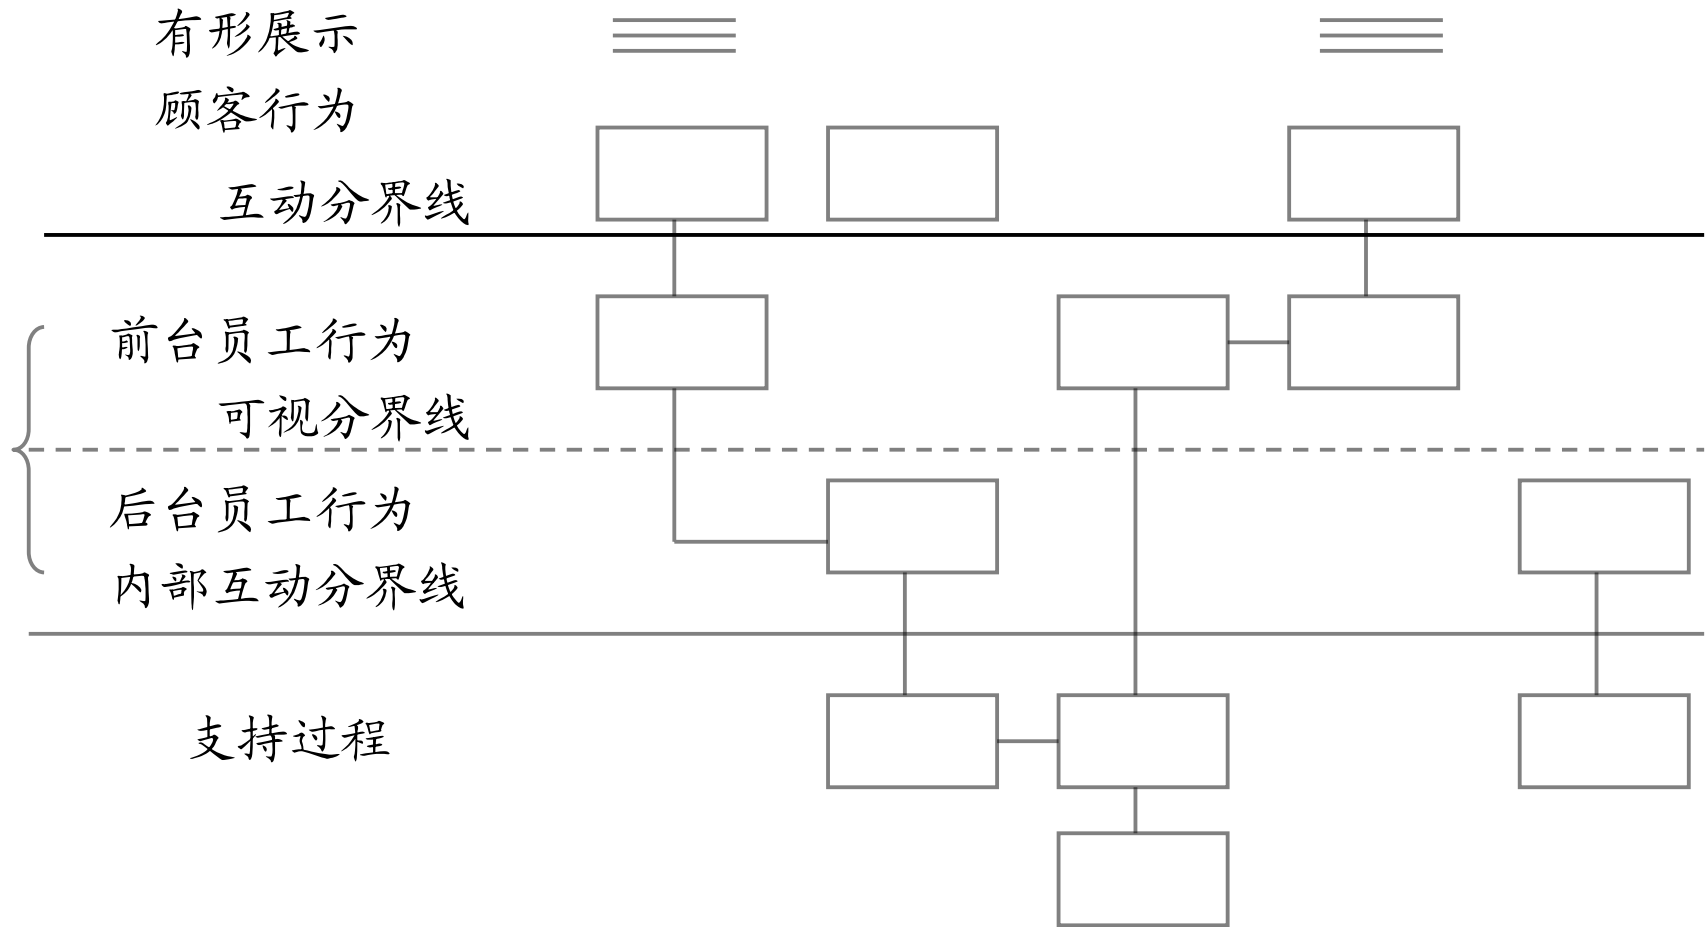 有形展示
顾客行为
互动分界线
前台员工行为
可视分界线
后台员工行为
内部互动分界线
支持过程